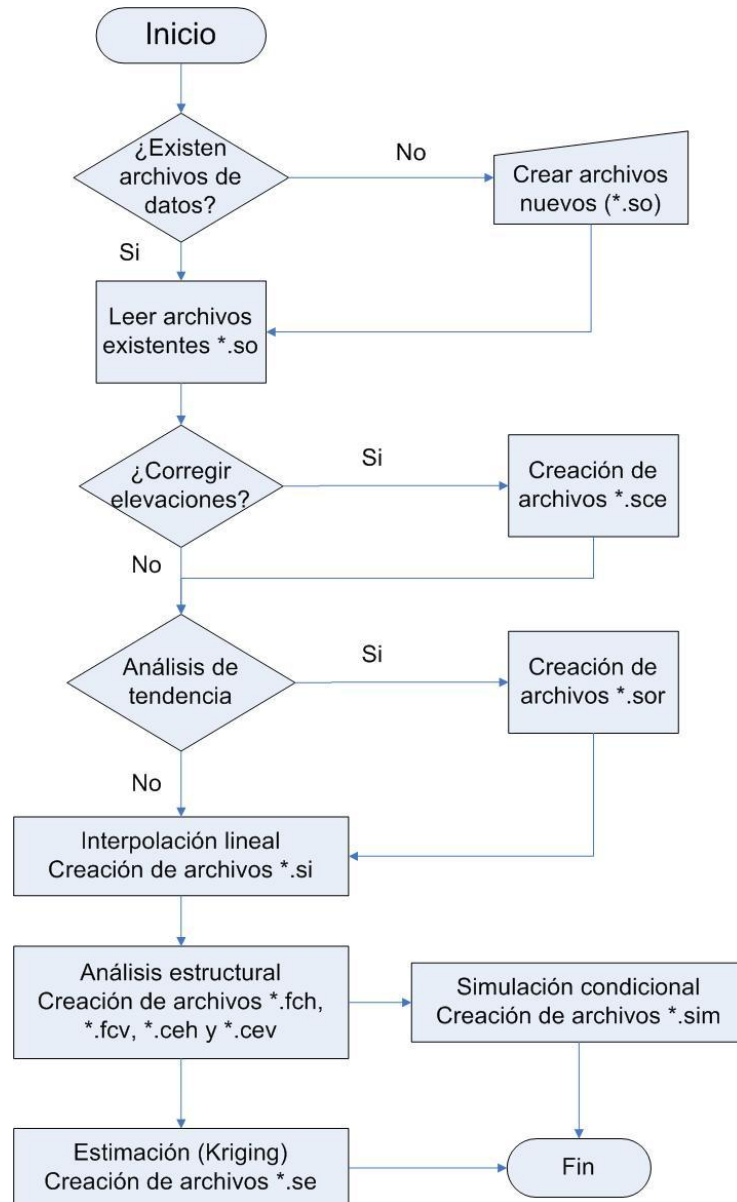 Inicio
¿Existen
archivos de
datos?
No
Crear archivos
nuevos (*.so)
Si
Leer archivos
existentes *.so
¿Corregir
elevaciones?
Si
Creación de
archivos *.sce
No
Análisis de
tendencia
Si
Creación de
archivos *.sor
No
Interpolación lineal
Creación de archivos *.si
Análisis estructural
Creación de archivos *.fch,
*.fcv, *.ceh y *.cev
Simulación condicional
Creación de archivos *.sim
Estimación (Kriging)
Creación de archivos *.se
Fin